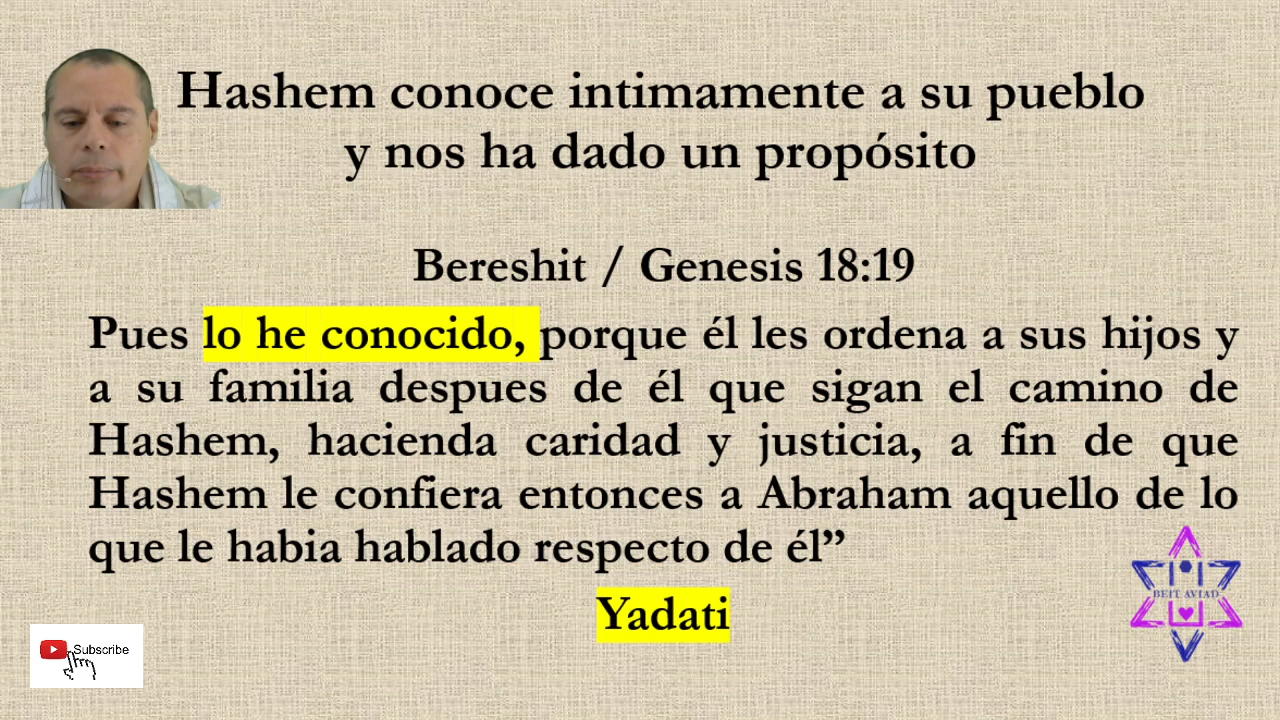 Hashem conoce intimamente a su pueblo
y nos ha dado un propósito
Bereshit / Genesis 18:19
Pues lo he conocido, porque él les ordena a sus hijos y
a su familia despues de él que sigan el camino de
Hashem, hacienda caridad y justicia, a fin de que
Hashem le confiera entonces a Abraham aquello de lo
que le habia hablado respecto de él”
Yadati
BEIT AVIAD
Subscribe